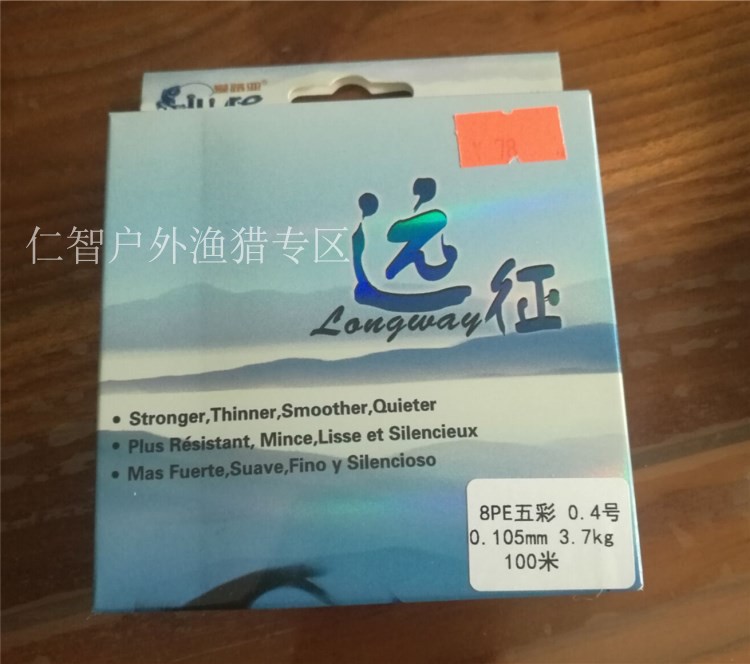 ¥ 78
仁智户外渔猎专区
远征
Longway
• Stronger,Thinner,Smoother,Quieter
• Plus Résistant, Mince,Lisse et Silencieux
• Mas Fuerte,Suave,Fino y Silencioso
8PE五彩 0.4号
0.105mm 3.7kg
100米